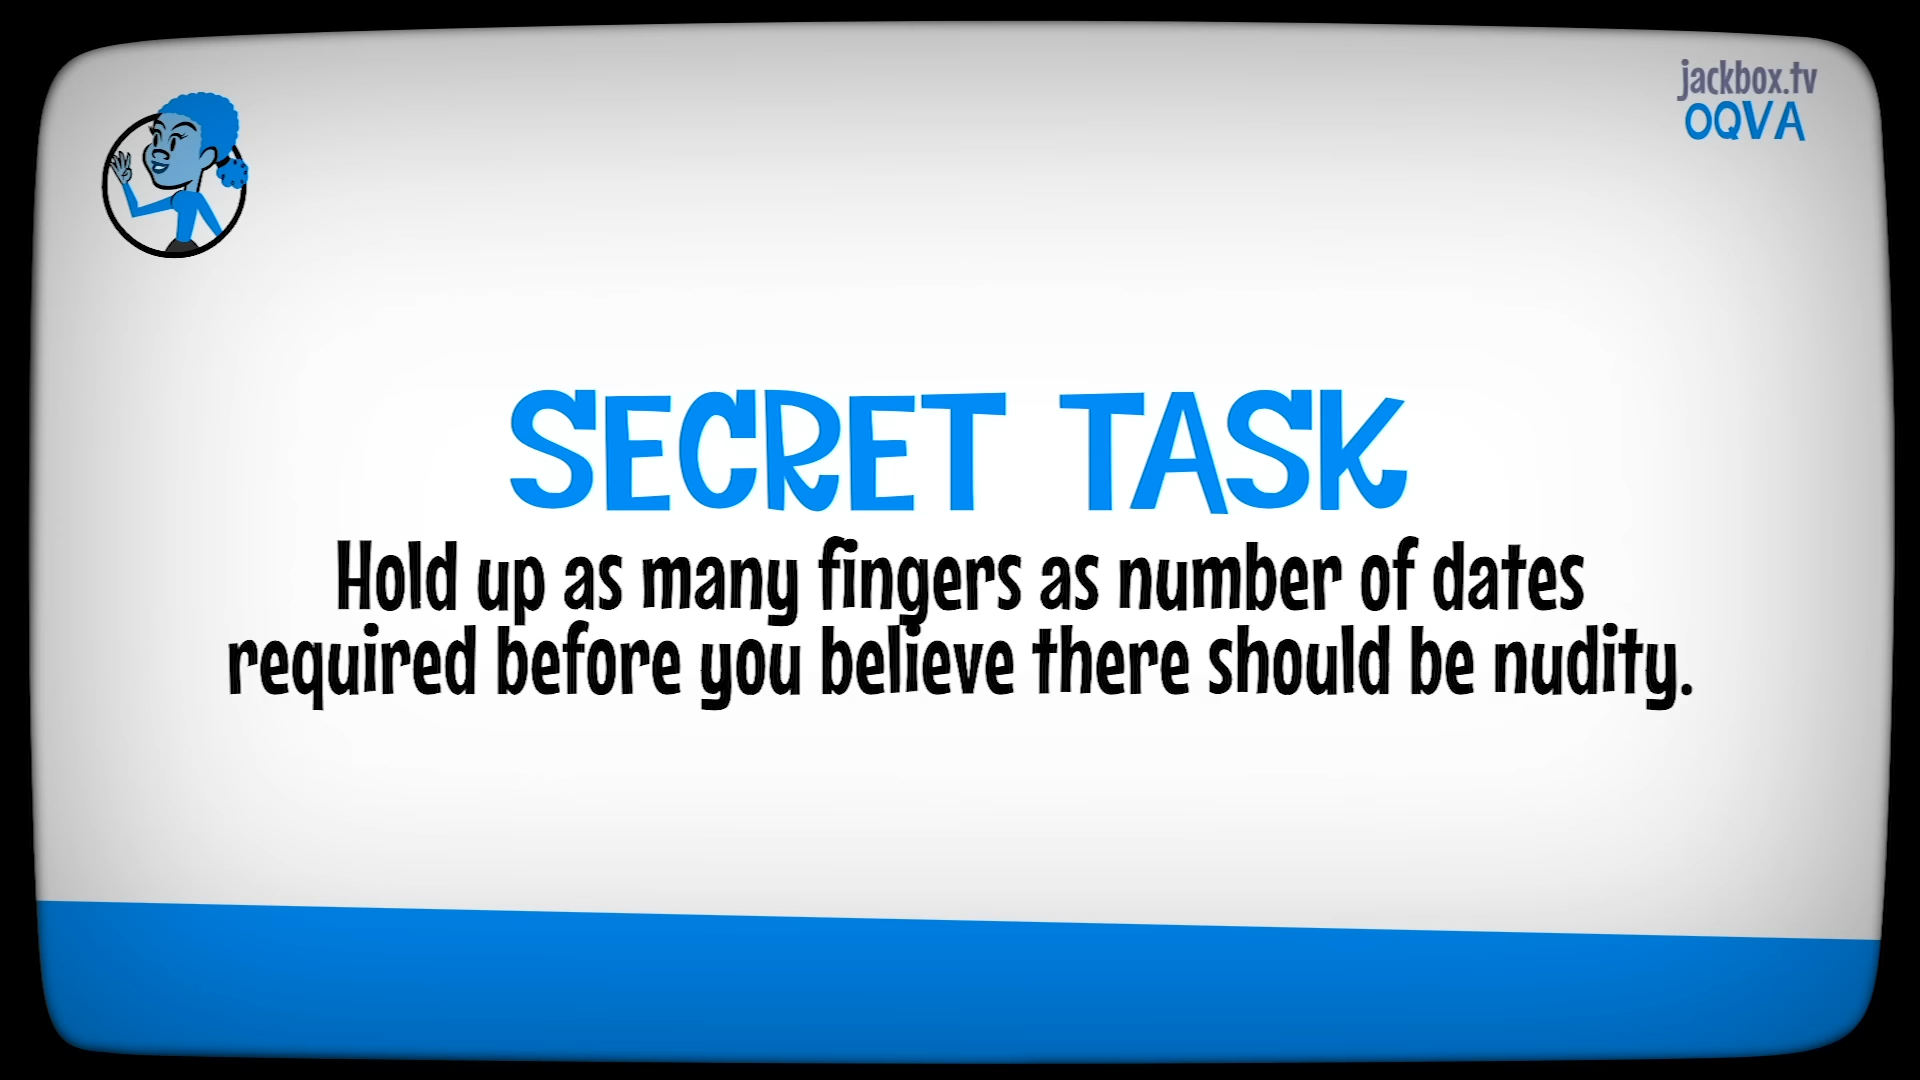 jackbox.tv
OQVA
SECRET TASK
Hold up as many fingers as number of dates
required before you believe there should be nudity.